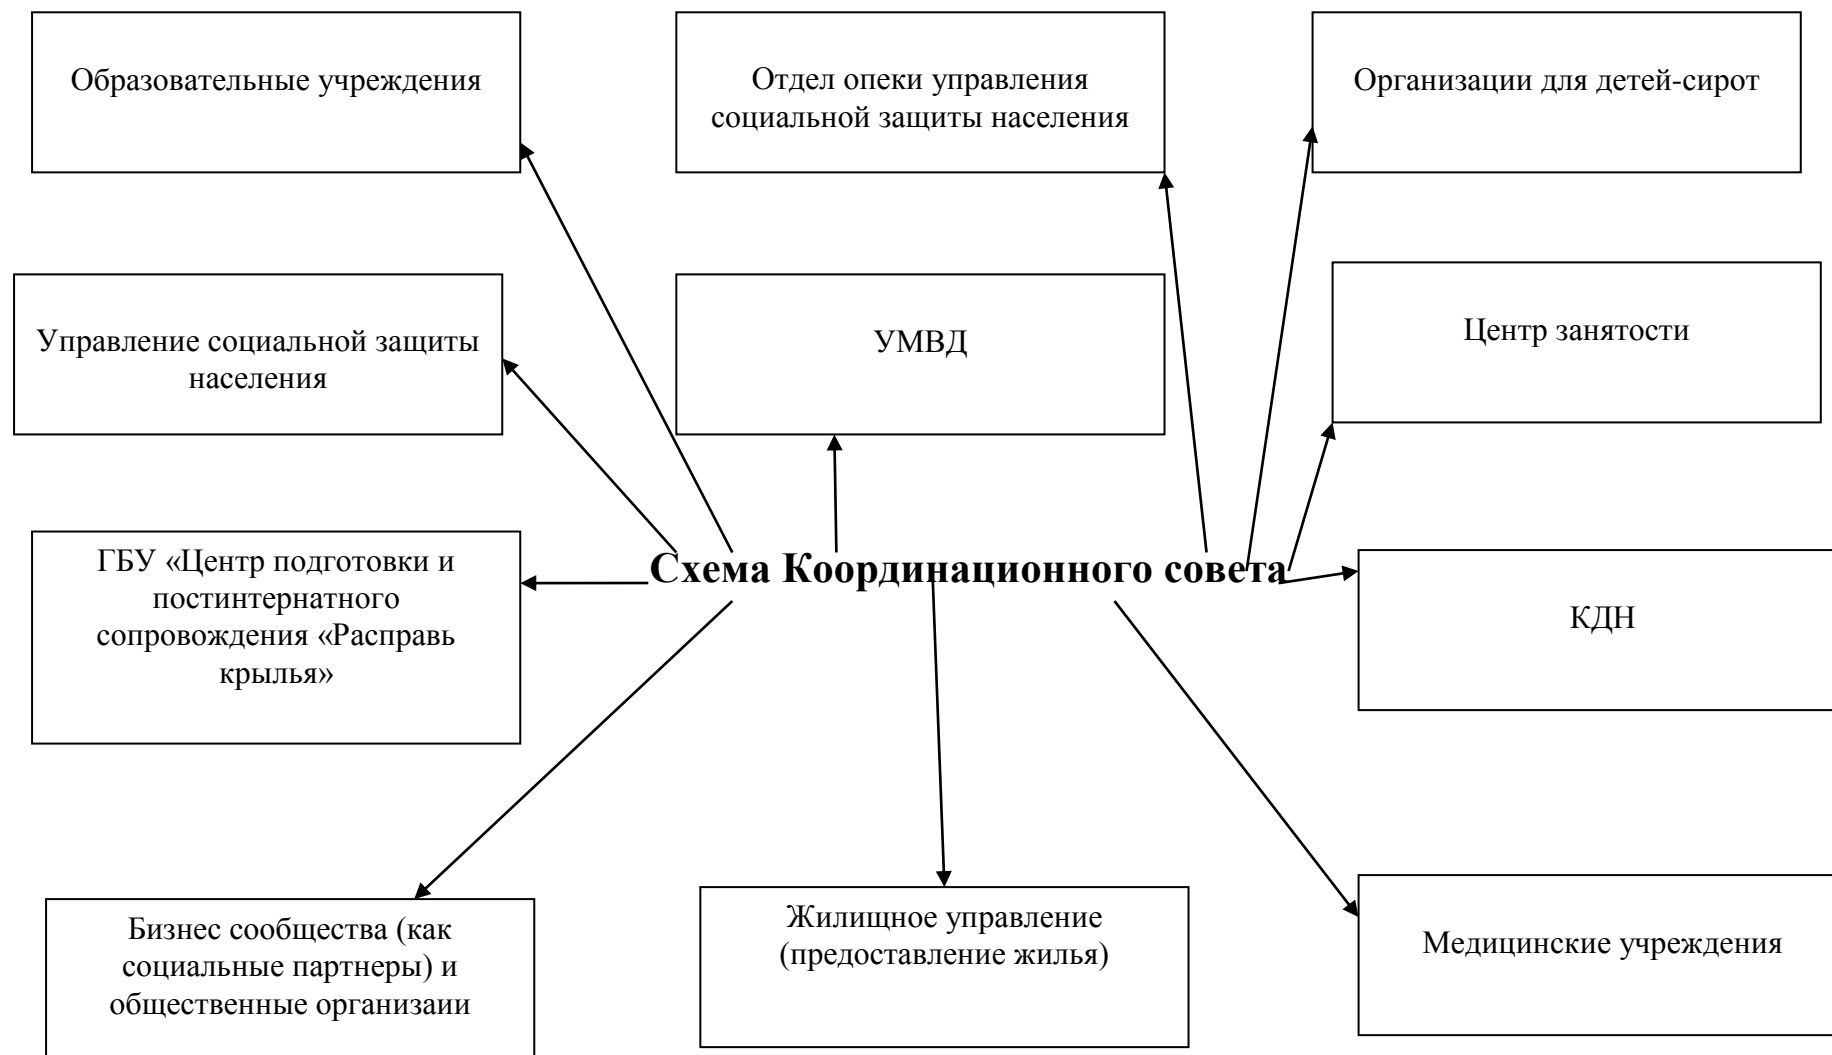 Образовательные учреждения
Отдел опеки управления
социальной защиты населения
Организации для детей-сирот
Управление социальной защиты
населения
УМВД
Центр занятости
Схема Координационного совета
ГБУ «Центр подготовки и
постинтернатного
сопровождения «Расправь
крылья»
КДН
Бизнес сообщества (как
социальные партнеры) и
общественные организаии
Жилищное управление
(предоставление жилья)
Медицинские учреждения